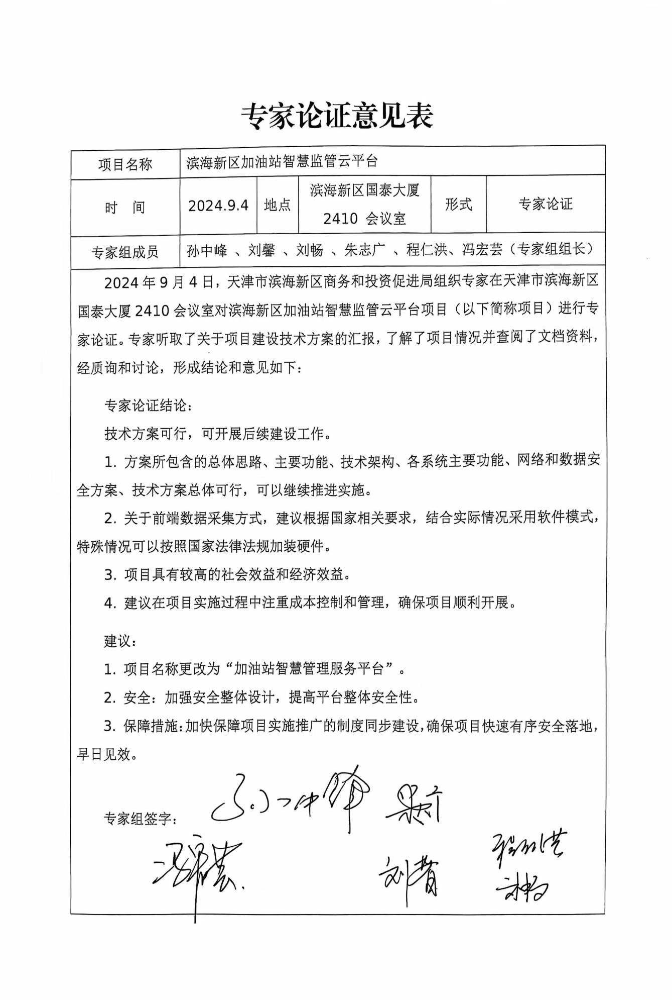 专家论证意见表
项目名称 滨海新区加油站智慧监管云平台
时 间 2024.9.4 地点 滨海新区国泰大厦 2410 会议室 形式 专家论证
专家组成员 孙中峰 、刘馨 、刘畅 、朱志广 、程仁洪、冯宏芸（专家组组长）
2024 年 9 月 4 日，天津市滨海新区商务和投资促进局组织专家在天津市滨海新区
国泰大厦 2410 会议室对滨海新区加油站智慧监管云平台项目（以下简称项目）进行专
家论证。专家听取了关于项目建设技术方案的汇报，了解了项目情况并查阅了文档资料，
经质询和讨论，形成结论和意见如下：
专家论证结论：
技术方案可行，可开展后续建设工作。
1. 方案所包含的总体思路、主要功能、技术架构、各系统主要功能、网络和数据安
全方案、技术方案总体可行，可以继续推进实施。
2. 关于前端数据采集方式，建议根据国家相关要求，结合实际情况采用软件模式，
特殊情况可以按照国家法律法规加装硬件。
3. 项目具有较高的社会效益和经济效益。
4. 建议在项目实施过程中注重成本控制和管理，确保项目顺利开展。
建议：
1. 项目名称更改为“加油站智慧管理服务平台”。
2. 安全：加强安全整体设计，提高平台整体安全性。
3. 保障措施：加快保障项目实施推广的制度同步建设，确保项目快速有序安全落地，
早日见效。
专家组签字： 孙中峰
冯宏芸 刘馨 程仁洪
刘畅